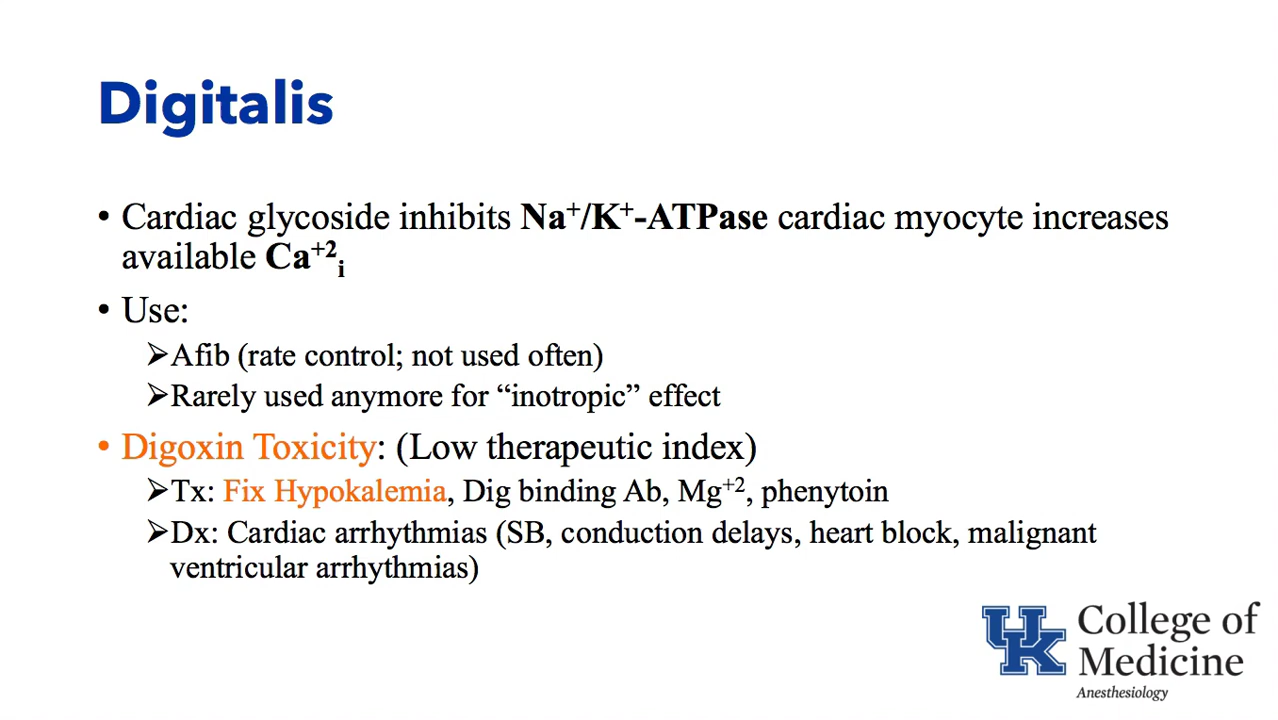 Digitalis
• Cardiac glycoside inhibits Na⁺/K⁺-ATPase cardiac myocyte increases
available Ca⁺²ᵢ
• Use:
➢Afib (rate control; not used often)
➢Rarely used anymore for “inotropic” effect
• Digoxin Toxicity: (Low therapeutic index)
➢Tx: Fix Hypokalemia, Dig binding Ab, Mg⁺², phenytoin
➢Dx: Cardiac arrhythmias (SB, conduction delays, heart block, malignant
ventricular arrhythmias)
UK
College of
Medicine
Anesthesiology